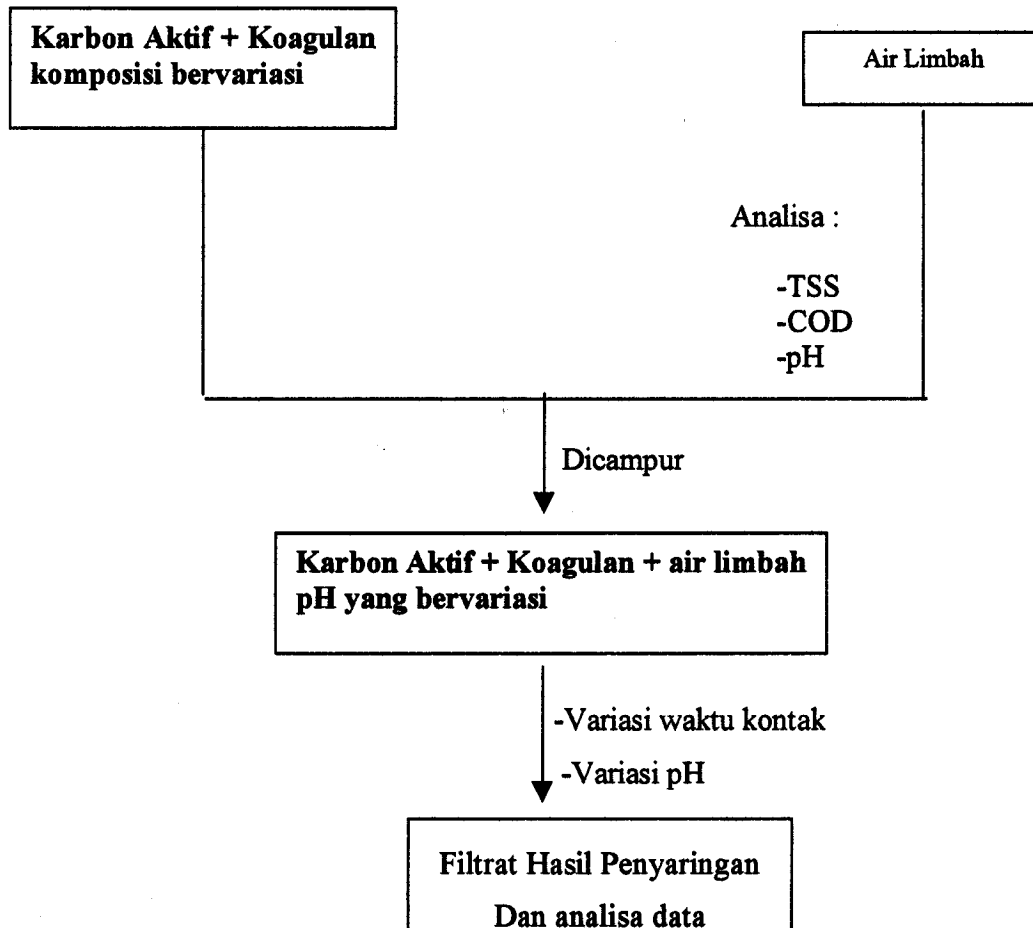 Karbon Aktif + Koagulan
komposisi bervariasi
Air Limbah
Analisa :
-TSS
-COD
-pH
Dicampur
Karbon Aktif + Koagulan + air limbah
pH yang bervariasi
-Variasi waktu kontak
-Variasi pH
Filtrat Hasil Penyaringan
Dan analisa data